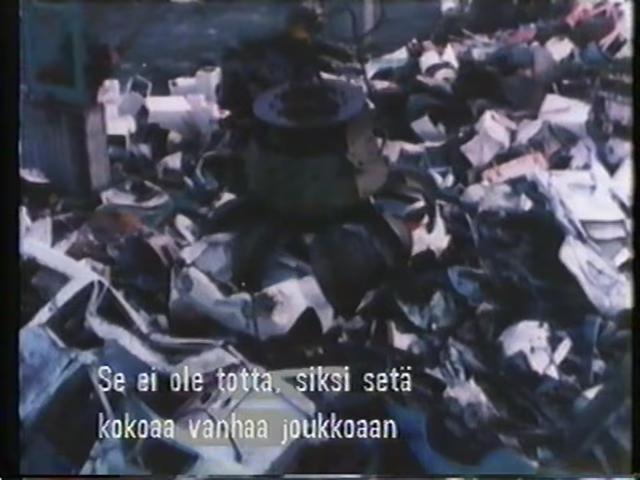 Se ei ole totta, siksi setä
kokoaa vanhaa joukkoaan